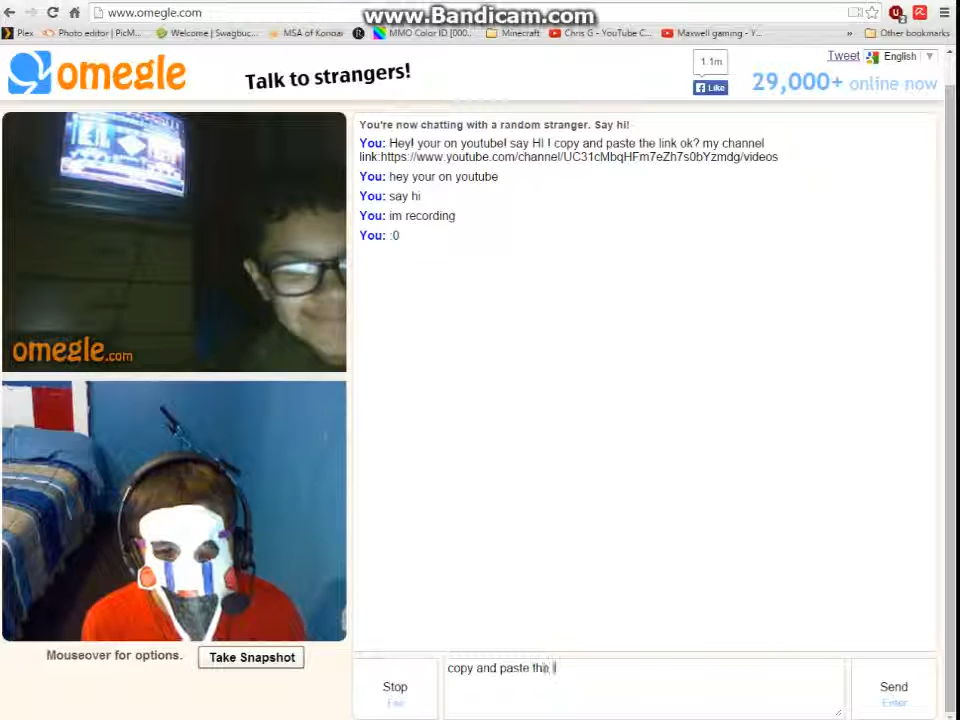 www.omegle.com
www.Bandicam.com
Plex
Photo editor | PicM...
Welcome | Swagbuc...
MSA of Konoai
MMO Color ID [000...
Minecraft
Chris G - YouTube C...
Maxwell gaming - Y...
»
Other bookmarks
omegle
Talk to strangers!
1.1m
Like
Tweet
English
29,000+ online now
You're now chatting with a random stranger. Say hi!
You: Hey! your on youtube! say HI ! copy and paste the link ok? my channel
link:https://www.youtube.com/channel/UC31cMbqHFm7eZh7s0bYzmdg/videos
You: hey your on youtube
You: say hi
You: im recording
You: :0
omegle.com
Mouseover for options.
Take Snapshot
Stop
Esc
copy and paste the l
Send
Enter